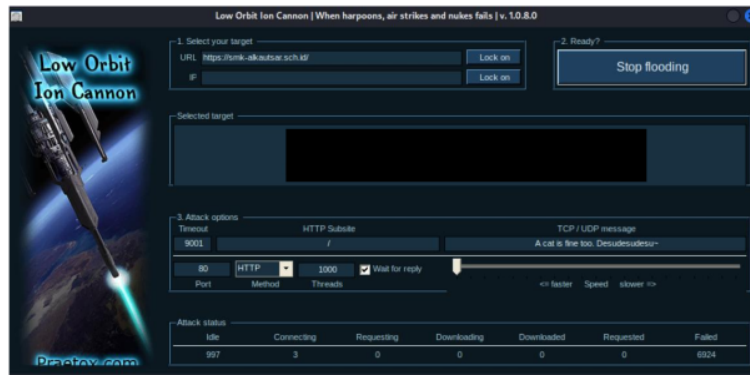 Low Orbit Ion Cannon | When harpoons, air strikes and nukes fails | v. 1.0.8.0
Low Orbit
Ion Cannon
Praetox.com
1. Select your target
URL https://smk-alkautsar.sch.id/ Lock on
IP Lock on
2. Ready?
Stop flooding
Selected target
3. Attack options
Timeout HTTP Subsite TCP / UDP message
9001 / A cat is fine too. Desudesudesu~
80 HTTP 1000 Wait for reply
Port Method Threads <= faster Speed slower =>
Attack status
Idle Connecting Requesting Downloading Downloaded Requested Failed
997 3 0 0 0 0 6924